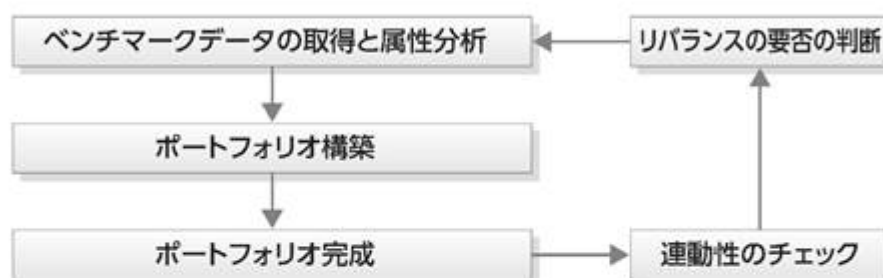 ベンチマークデータの取得と属性分析
リバランスの要否の判断
ポートフォリオ構築
ポートフォリオ完成
連動性のチェック